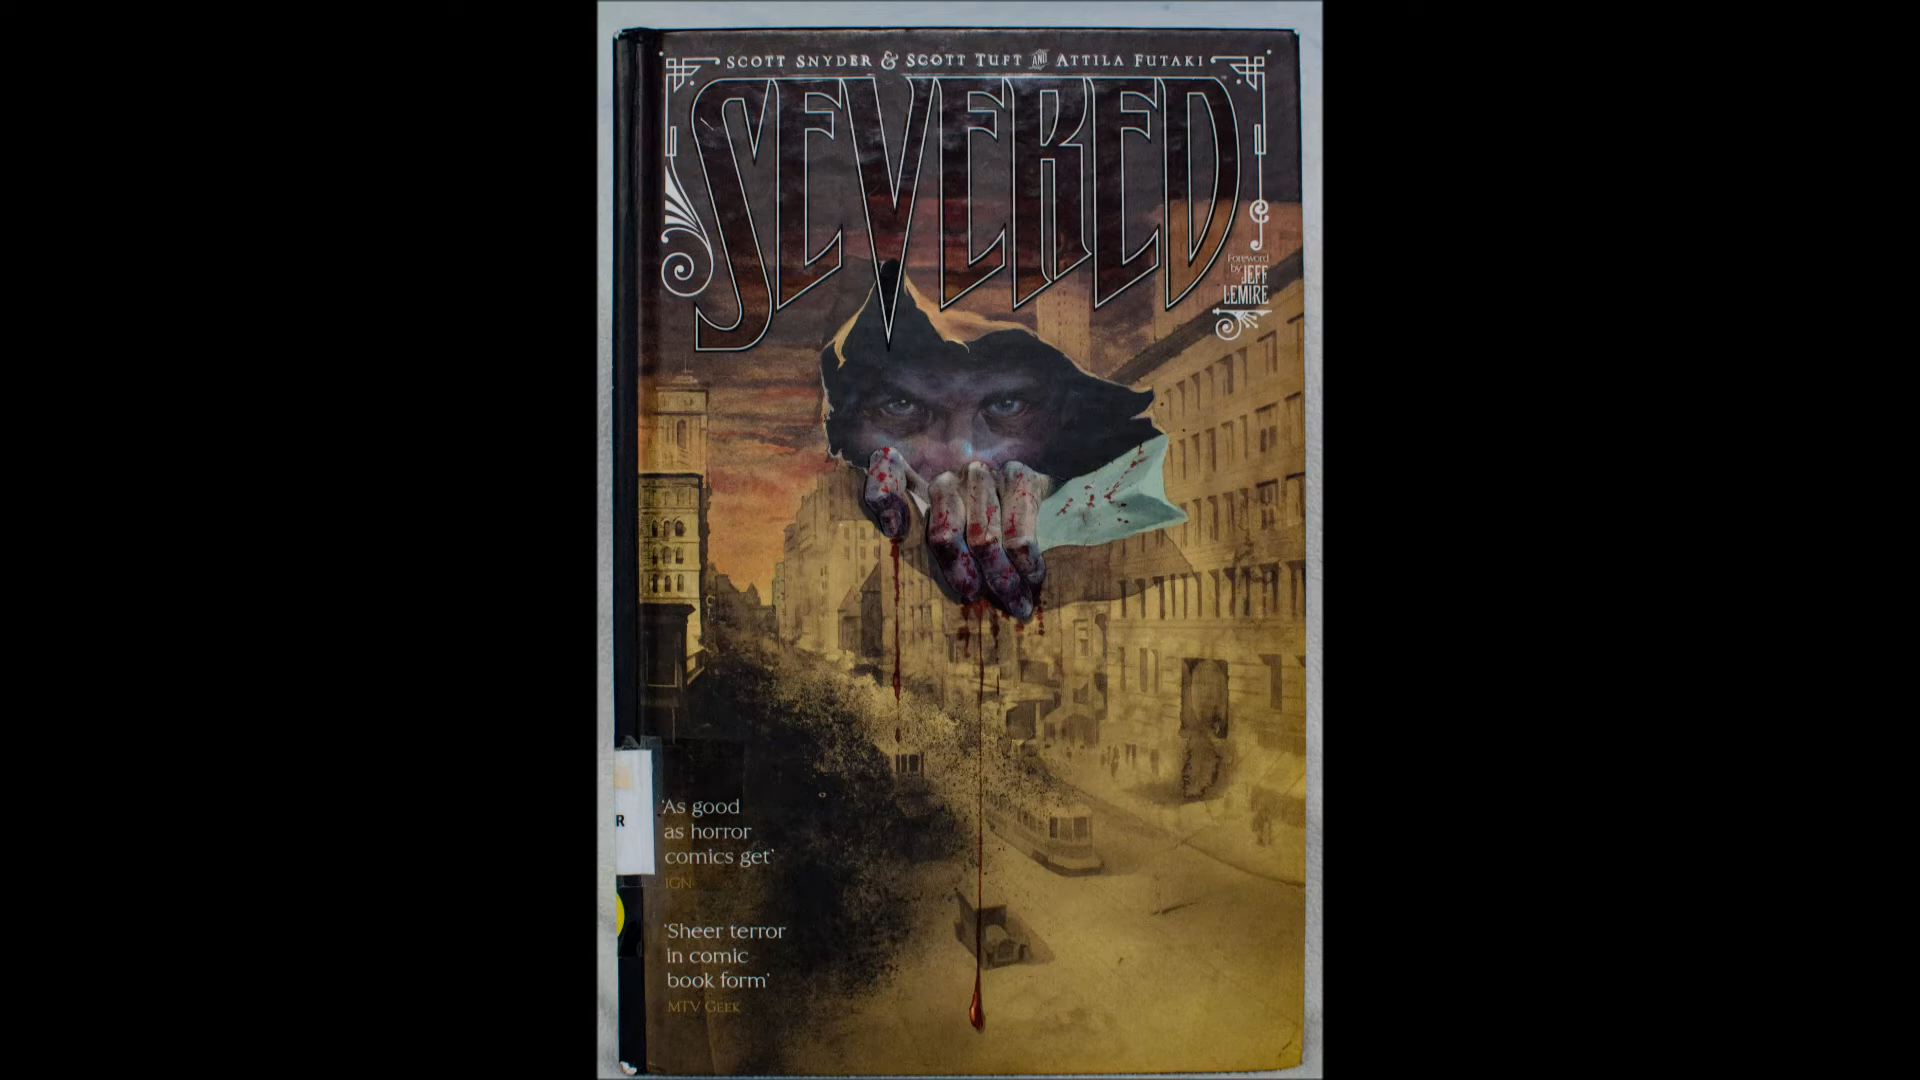 SCOTT SNYDER & SCOTT TUFT AND ATTILA FUTAKI
SEVERED
Foreword
by JEFF
LEMIRE
R
'As good
as horror
comics get'
IGN
'Sheer terror
in comic
book form'
MTV GEEK